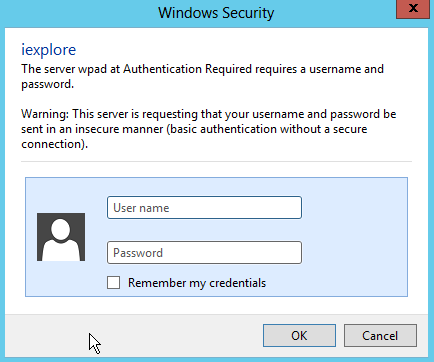 Windows Security
x
iexplore
The server wpad at Authentication Required requires a username and
password.
Warning: This server is requesting that your username and password be
sent in an insecure manner (basic authentication without a secure
connection).
User name
Password
Remember my credentials
OK
Cancel